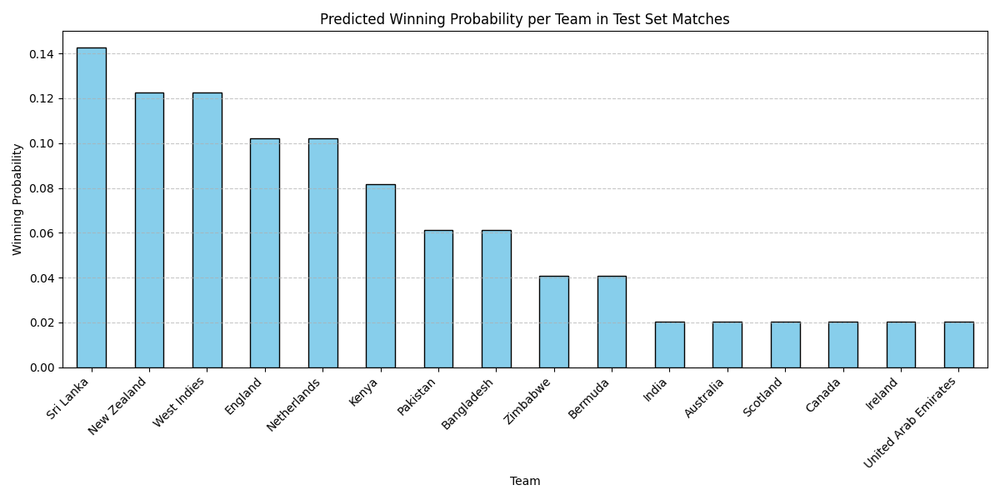 Predicted Winning Probability per Team in Test Set Matches
Winning Probability
0.14
0.12
0.10
0.08
0.06
0.04
0.02
0.00
Sri Lanka
New Zealand
West Indies
England
Netherlands
Kenya
Pakistan
Bangladesh
Zimbabwe
Bermuda
India
Australia
Scotland
Canada
Ireland
United Arab Emirates
Team